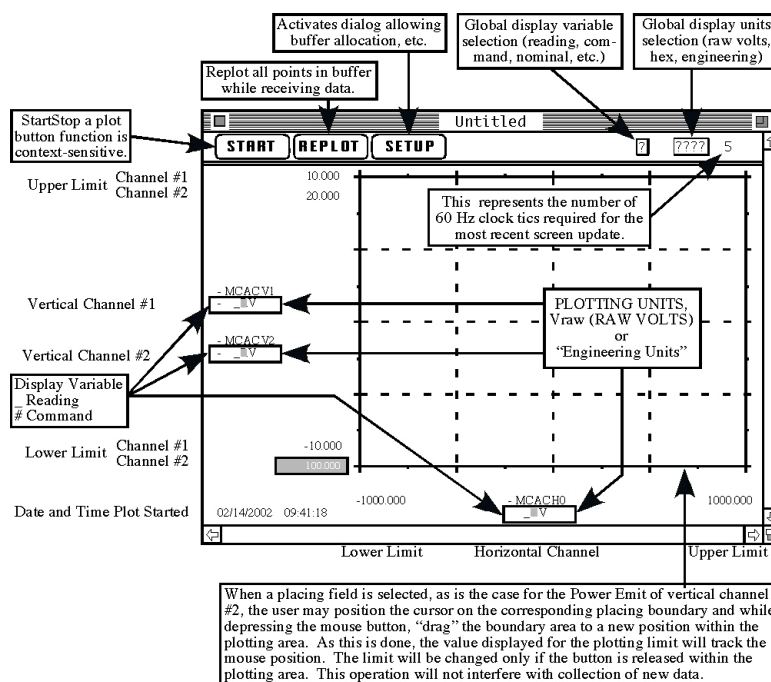 Activates dialog allowing
buffer allocation, etc.
Global display variable
selection (reading, com-
mand, nominal, etc.)
Global display units
selection (raw volts,
hex, engineering)
Replot all points in buffer
while receiving data.
StartStop a plot
button function is
context-sensitive.
Untitled
START REPLOT SETUP ? ???? 5
Upper Limit Channel #1
Channel #2
10.000
20.000
This represents the number of
60 Hz clock tics required for the
most recent screen update.
- MCACV1
Vertical Channel #1
- _ V
- MCACV2
Vertical Channel #2
- _ V
PLOTTING UNITS,
Vraw (RAW VOLTS)
or
“Engineering Units”
Display Variable
_ Reading
# Command
Lower Limit Channel #1
Channel #2
-10.000
100.000
-1000.000 - MCACH0 1000.000
_ V
Date and Time Plot Started 02/14/2002 09:41:18
Lower Limit Horizontal Channel Upper Limit
When a placing field is selected, as is the case for the Power Emit of vertical channel
#2, the user may position the cursor on the corresponding placing boundary and while
depressing the mouse button, “drag” the boundary area to a new position within the
plotting area. As this is done, the value displayed for the plotting limit will track the
mouse position. The limit will be changed only if the button is released within the
plotting area. This operation will not interfere with collection of new data.